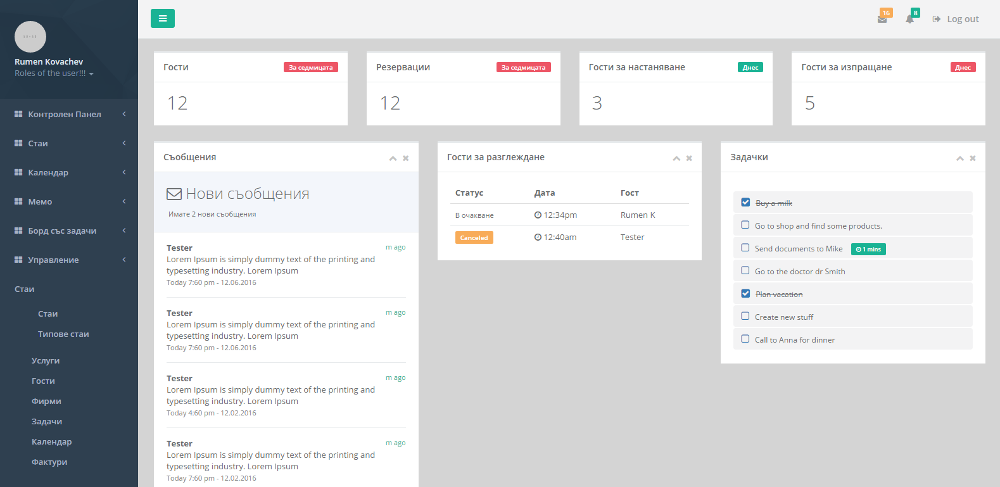 Rumen Kovachev
Roles of the user!!!
Контролен Панел
Стаи
Календар
Мемо
Борд със задачи
Управление
Стаи
Стаи
Типове стаи
Услуги
Гости
Фирми
Задачи
Календар
Фактури
16
8
Log out
Гости
За седмицата
12
Резервации
За седмицата
12
Гости за настаняване
Днес
3
Гости за изпращане
Днес
5
Съобщения
Нови съобщения
Имате 2 нови съобщения
Tester
m ago
Lorem Ipsum is simply dummy text of the printing and
typesetting industry. Lorem Ipsum
Today 7:60 pm - 12.06.2016
Tester
m ago
Lorem Ipsum is simply dummy text of the printing and
typesetting industry. Lorem Ipsum
Today 7:60 pm - 12.06.2016
Tester
m ago
Lorem Ipsum is simply dummy text of the printing and
typesetting industry. Lorem Ipsum
Today 4:60 pm - 12.02.2016
Tester
m ago
Lorem Ipsum is simply dummy text of the printing and
typesetting industry. Lorem Ipsum
Today 7:60 pm - 12.02.2016
Гости за разглеждане
Статус Дата Гост
В очакване 12:34pm Rumen K
Canceled 12:40am Tester
Задачки
Buy a milk
Go to shop and find some products.
Send documents to Mike 1 mins
Go to the doctor dr Smith
Plan vacation
Create new stuff
Call to Anna for dinner